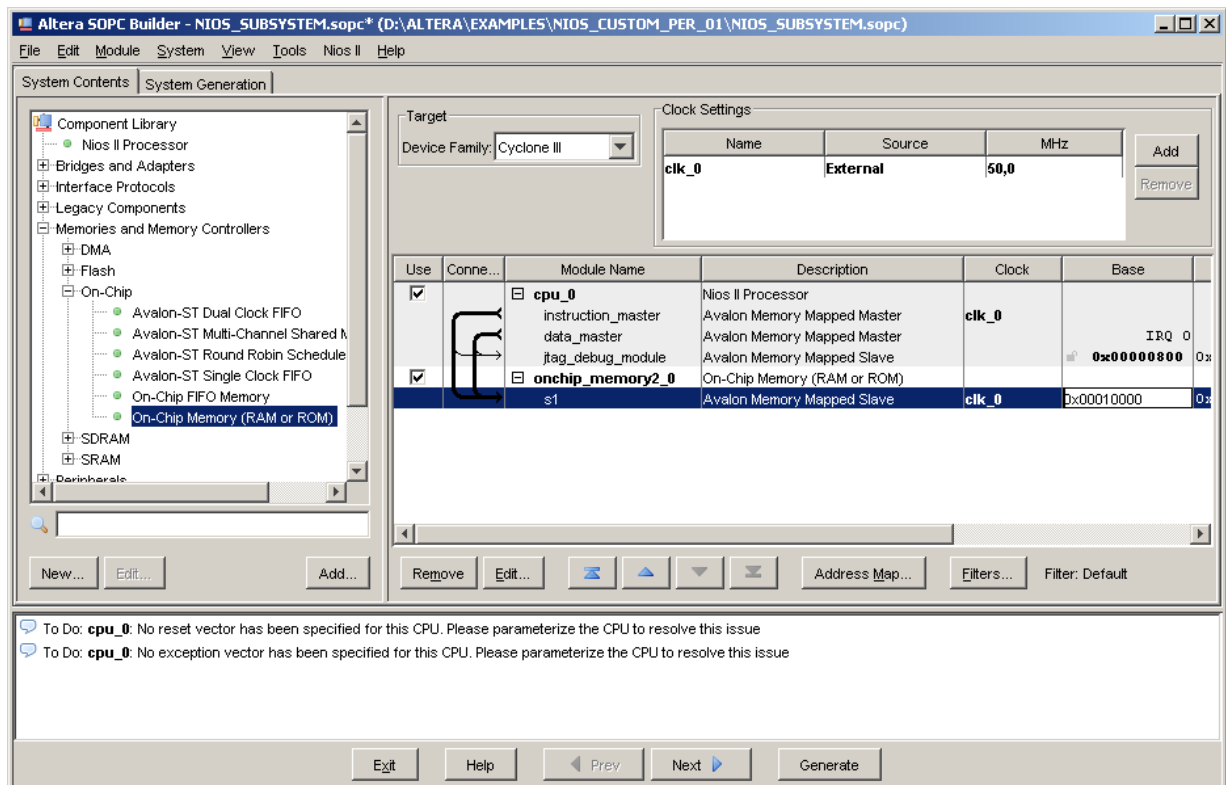 Altera SOPC Builder - NIOS_SUBSYSTEM.sopc* (D:\ALTERA\EXAMPLES\NIOS_CUSTOM_PER_01\NIOS_SUBSYSTEM.sopc)
File Edit Module System View Tools Nios II Help
System Contents System Generation
Component Library
Nios II Processor
Bridges and Adapters
Interface Protocols
Legacy Components
Memories and Memory Controllers
DMA
Flash
On-Chip
Avalon-ST Dual Clock FIFO
Avalon-ST Multi-Channel Shared M
Avalon-ST Round Robin Schedule
Avalon-ST Single Clock FIFO
On-Chip FIFO Memory
On-Chip Memory (RAM or ROM)
SDRAM
SRAM
Peripherals
New... Edit... Add...
Target
Device Family: Cyclone III
Clock Settings
Name Source MHz
clk_0 External 50,0
Add
Remove
Use Conne... Module Name Description Clock Base
cpu_0 Nios II Processor
instruction_master Avalon Memory Mapped Master clk_0
data_master Avalon Memory Mapped Master IRQ 0
jtag_debug_module Avalon Memory Mapped Slave 0x00000800 0x
onchip_memory2_0 On-Chip Memory (RAM or ROM)
s1 Avalon Memory Mapped Slave clk_0 0x00010000 0x
Remove Edit... Address Map... Filters... Filter: Default
To Do: cpu_0: No reset vector has been specified for this CPU. Please parameterize the CPU to resolve this issue
To Do: cpu_0: No exception vector has been specified for this CPU. Please parameterize the CPU to resolve this issue
Exit Help Prev Next Generate